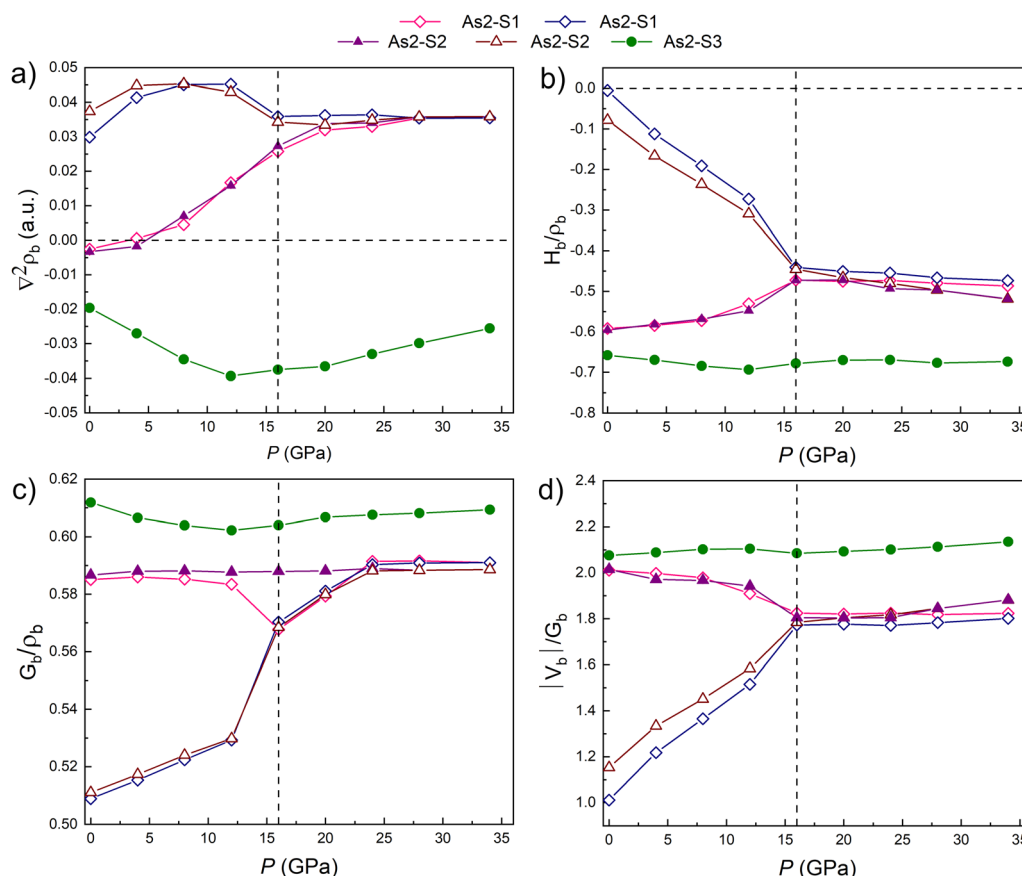 As2-S1 As2-S1
As2-S2 As2-S2 As2-S3
a)
0.05
0.04
0.03
0.02
0.01
0.00
-0.01
-0.02
-0.03
-0.04
0.05
∇²ρb (a.u.)
0 5 10 15 20 25 30 35
P (GPa)
b)
0.0
-0.1
-0.2
-0.3
-0.4
-0.5
-0.6
-0.7
-0.8
Hb/ρb
0 5 10 15 20 25 30 35
P (GPa)
c)
0.62
0.60
0.58
0.56
0.54
0.52
0.50
Gb/ρb
0 5 10 15 20 25 30 35
P (GPa)
d)
2.4
2.2
2.0
1.8
1.6
1.4
1.2
1.0
|Vb|/Gb
0 5 10 15 20 25 30 35
P (GPa)